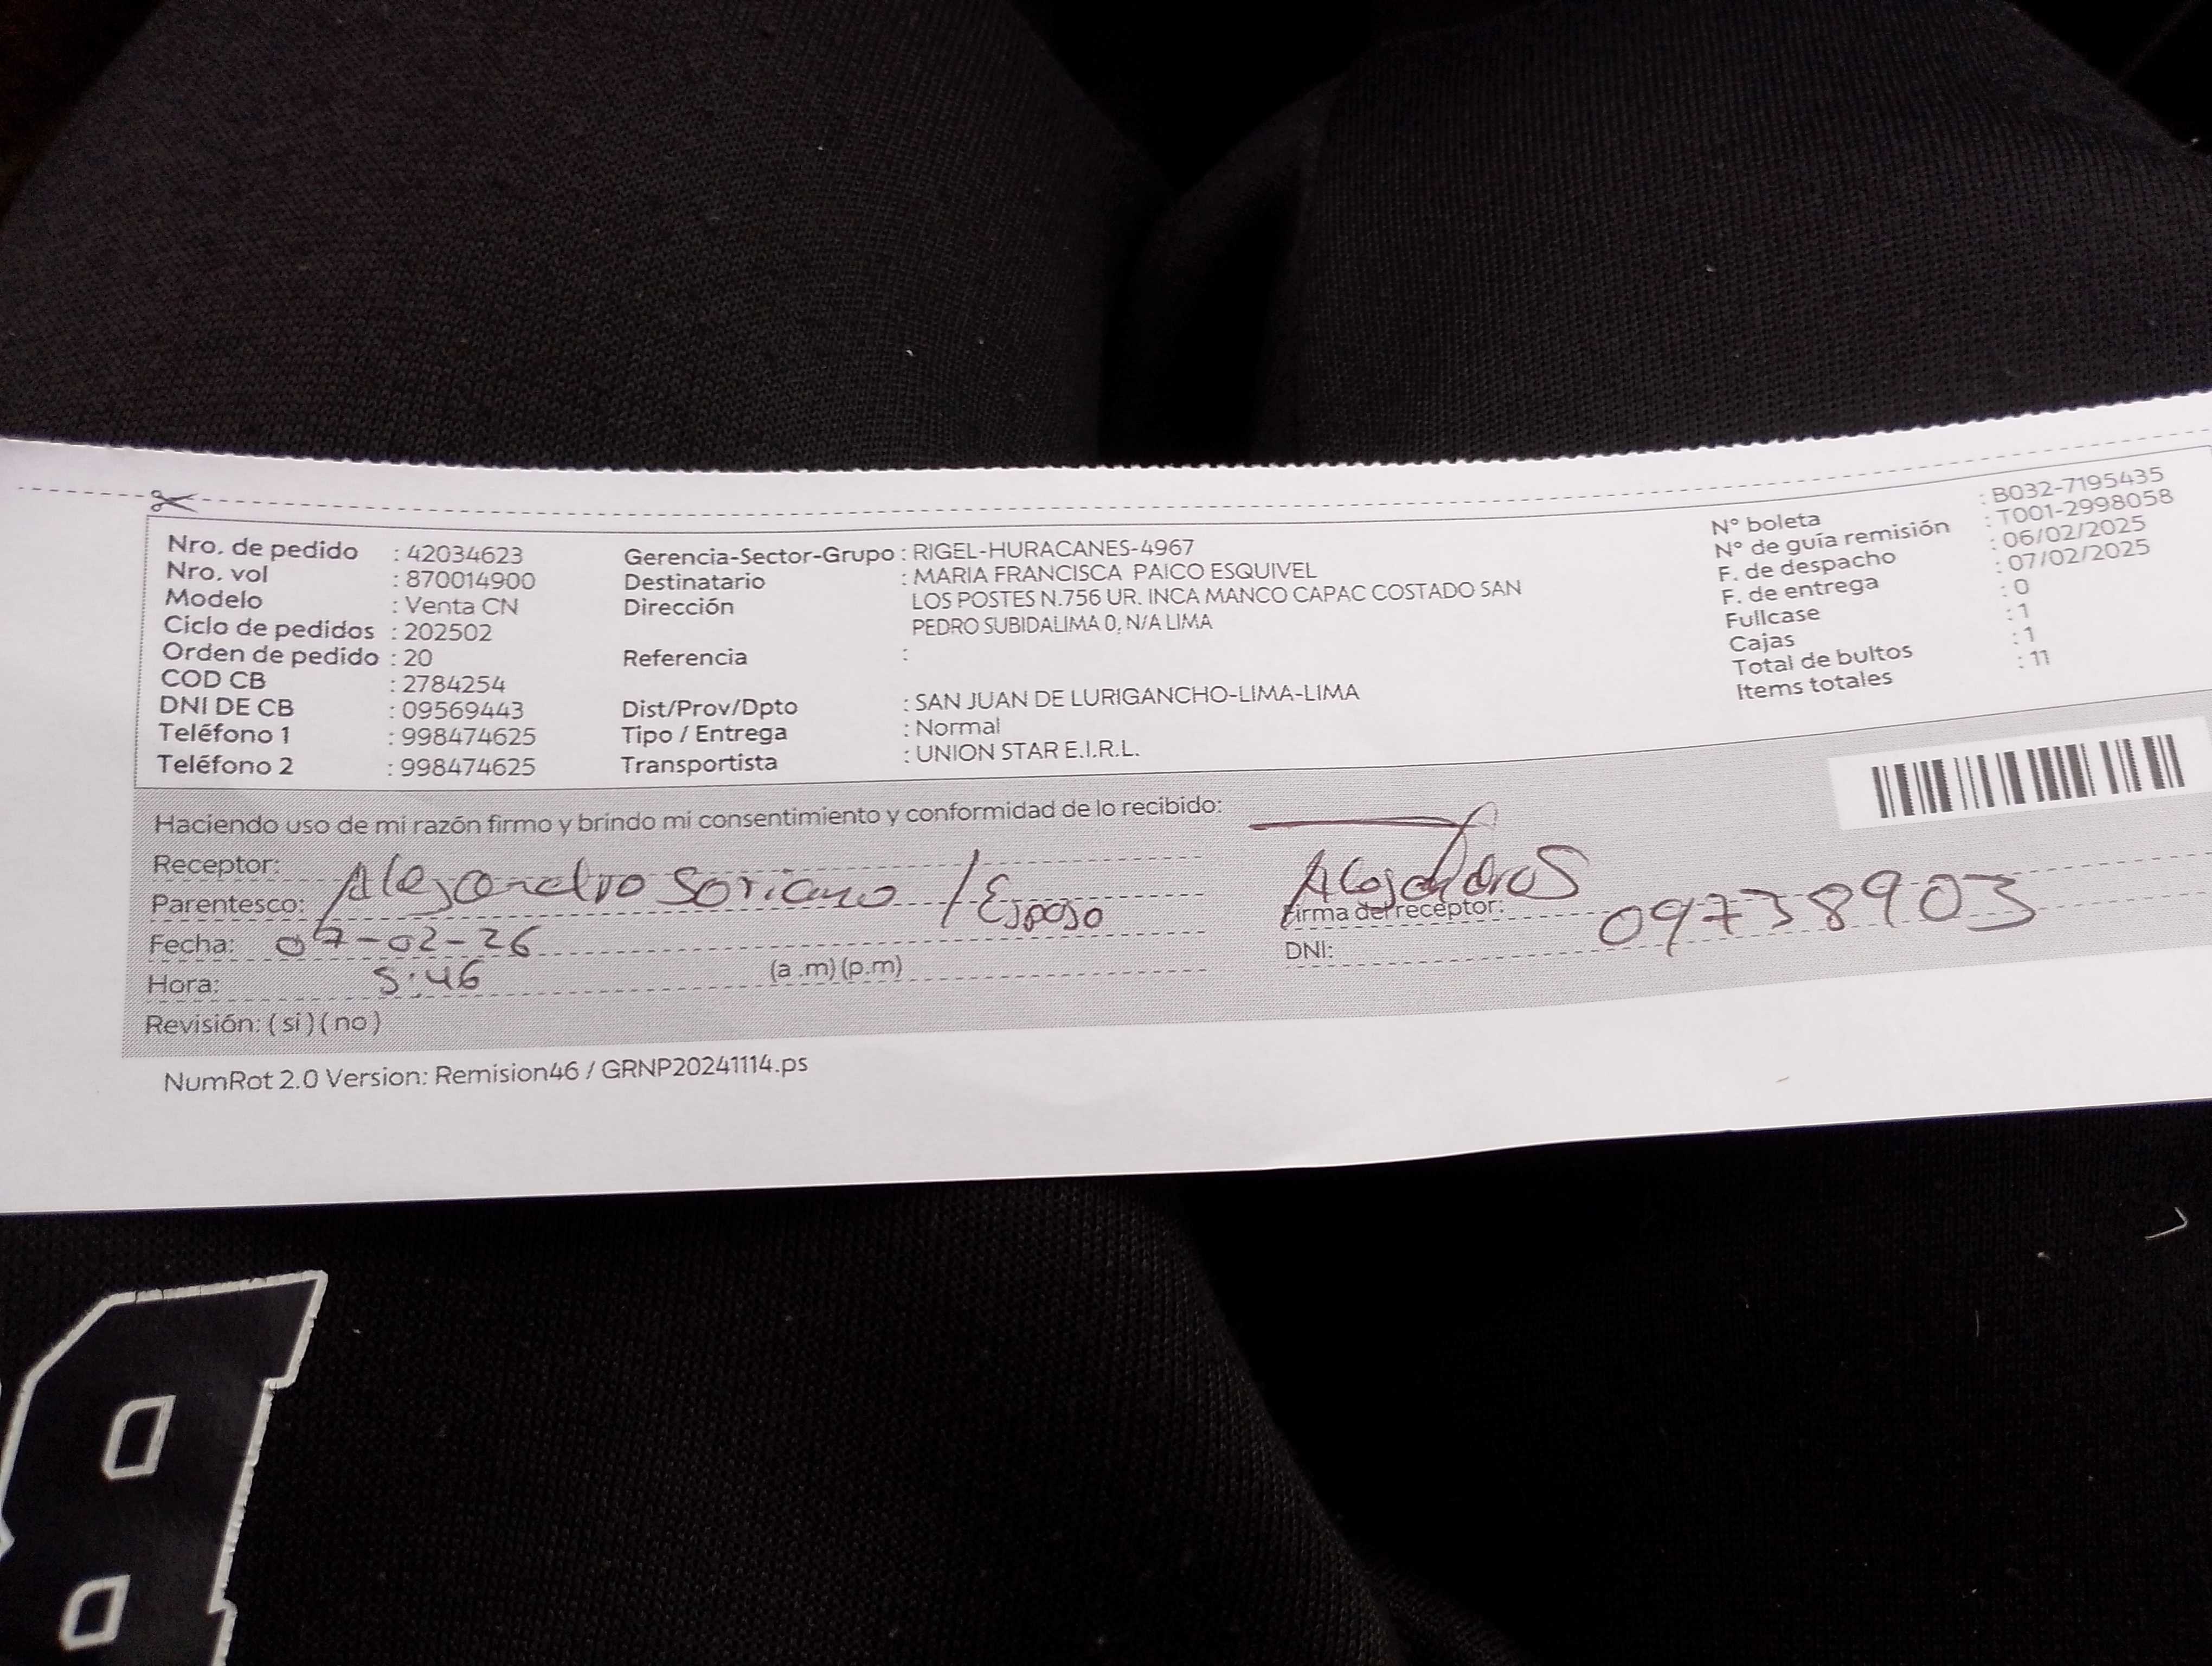 Nro. de pedido : 42034623
Nro. vol : 870014900
Modelo : Venta CN
Ciclo de pedidos : 202502
Orden de pedido : 20
COD CB : 2784254
DNI DE CB : 09569443
Teléfono 1 : 998474625
Teléfono 2 : 998474625
Gerencia-Sector-Grupo : RIGEL-HURACANES-4967
Destinatario : MARIA FRANCISCA PAICO ESQUIVEL
Dirección LOS POSTES N.756 UR. INCA MANCO CAPAC COSTADO SAN
PEDRO SUBIDALIMA 0, N/A LIMA
Referencia :
Dist/Prov/Dpto : SAN JUAN DE LURIGANCHO-LIMA-LIMA
Tipo / Entrega : Normal
Transportista : UNION STAR E.I.R.L.
N° boleta : B032-7195435
N° de guía remisión : T001-2998058
F. de despacho : 06/02/2025
F. de entrega : 07/02/2025
Fullcase : 0
Cajas : 1
Total de bultos : 1
Items totales : 11
Haciendo uso de mi razón firmo y brindo mi consentimiento y conformidad de lo recibido:
Receptor:
Parentesco: Alejandro Soriano / Esposo
Fecha: 07-02-26
Hora: 5:46 (a .m) (p.m)
Revisión: ( si ) ( no )
Firma del receptor:
DNI: 09738903
NumRot 2.0 Version: Remision46 / GRNP20241114.ps